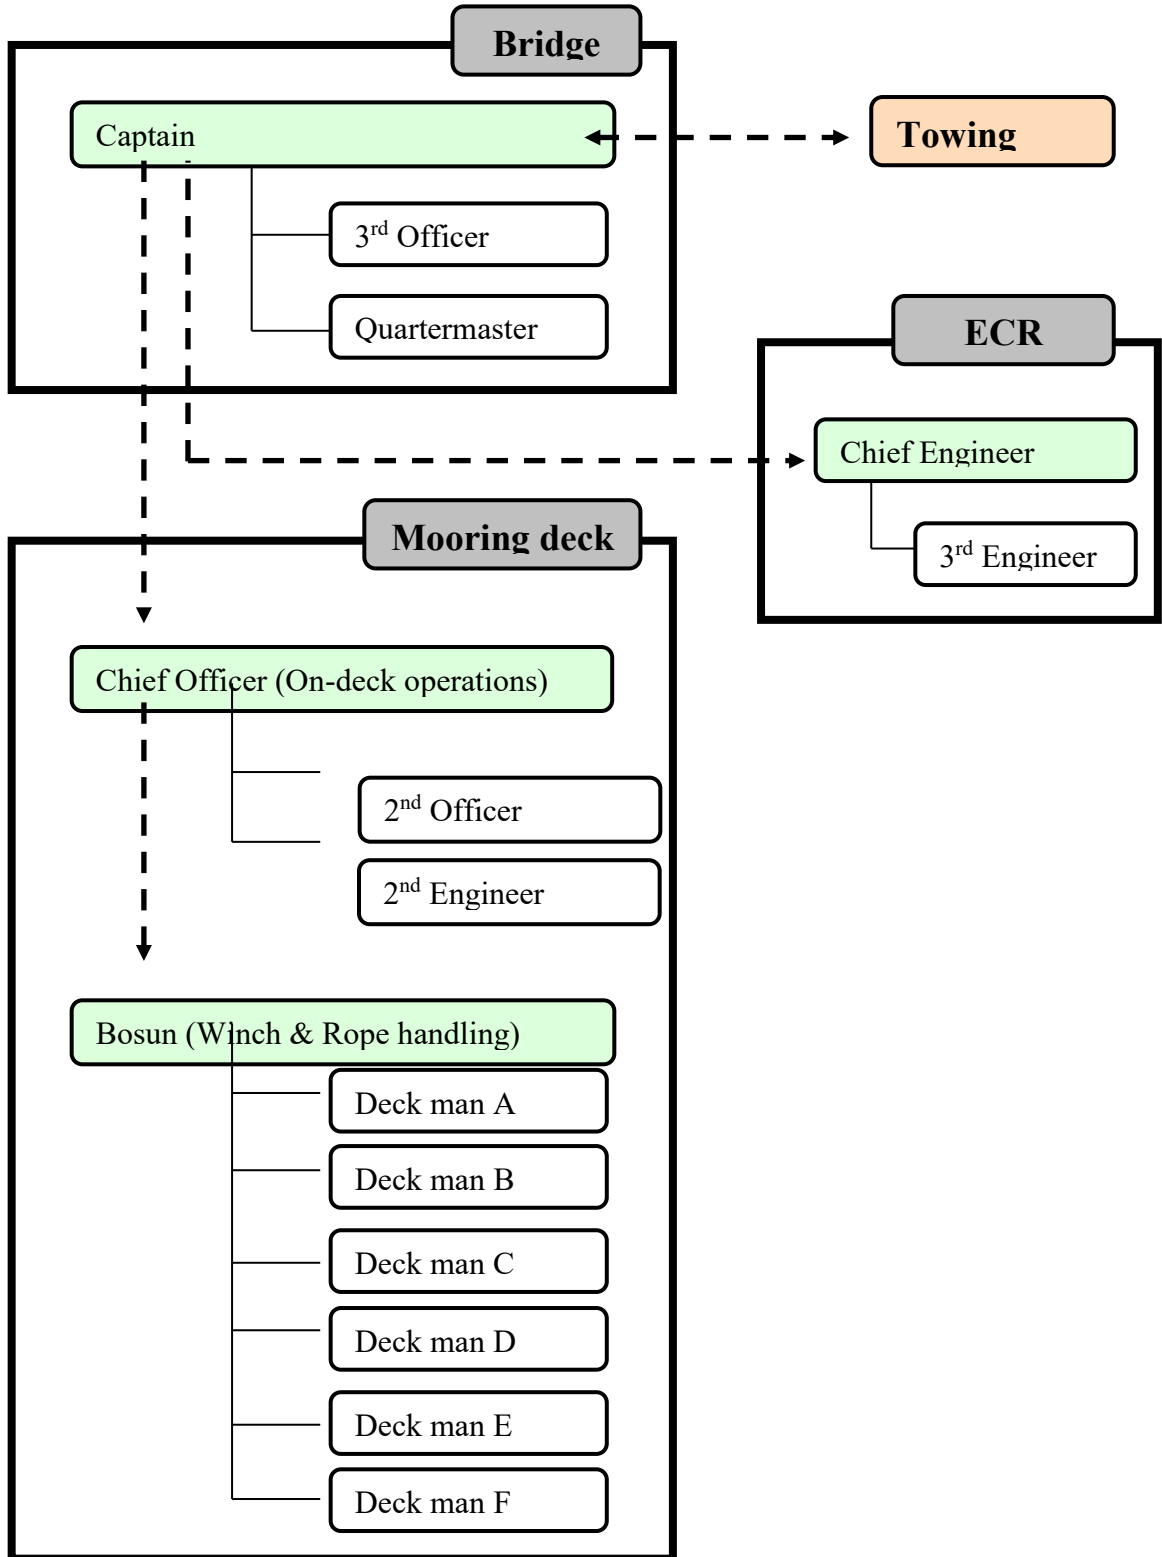 Bridge
Captain
Towing
3rd Officer
Quartermaster
ECR
Chief Engineer
3rd Engineer
Mooring deck
Chief Officer (On-deck operations)
2nd Officer
2nd Engineer
Bosun (Winch & Rope handling)
Deck man A
Deck man B
Deck man C
Deck man D
Deck man E
Deck man F